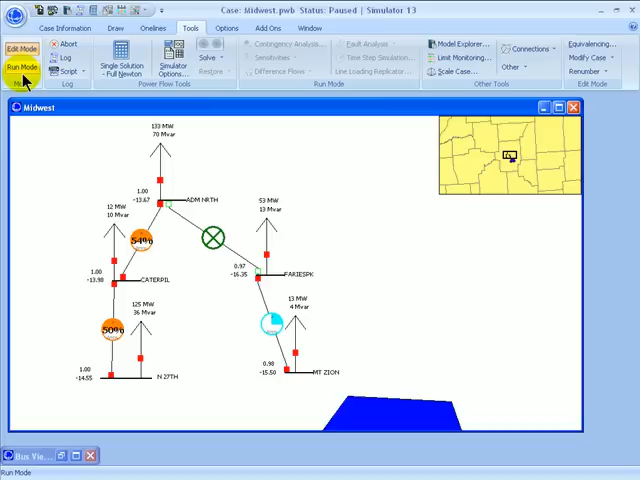 Case: Midwest.pwb Status: Paused | Simulator 13
Case Information
Draw
Onelines
Tools
Options
Add Ons
Window
Edit Mode
Run Mode
Abort
Log
Script
Log
Single Solution
- Full Newton
Simulator
Options...
Solve
Restore
Power Flow Tools
Contingency Analysis...
Sensitivities
Difference Flows
Fault Analysis
Time Step Simulation...
Line Loading Replicator...
Run Mode
Model Explorer...
Limit Monitoring...
Scale Case...
Connections
Other
Other Tools
Equivalencing...
Modify Case
Renumber
Edit Mode
Midwest
133 MW
70 Mvar
1.00
-13.67
ADM NRTH
12 MW
10 Mvar
54%
53 MW
13 Mvar
1.00
-13.98
CATERPIL
0.97
-16.35
FARIESPK
125 MW
36 Mvar
50%
13 MW
4 Mvar
1.00
-14.55
N 27TH
0.98
-15.50
MT ZION
Bus Vie...
Run Mode